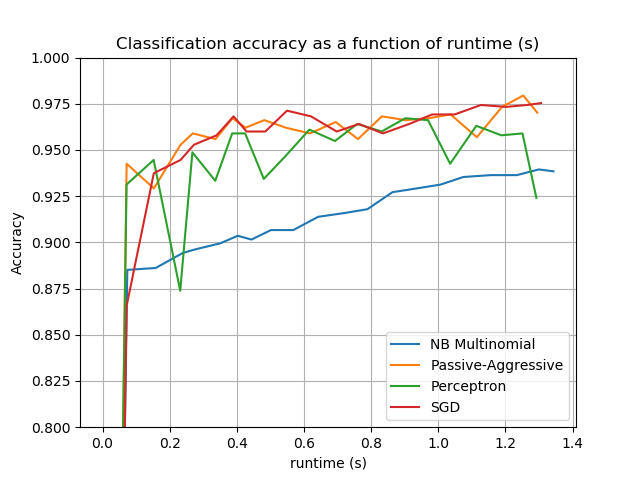 Classification accuracy as a function of runtime (s)
1.000
0.975
0.950
0.925
0.900
0.875
0.850
0.825
0.800
Accuracy
NB Multinomial
Passive-Aggressive
Perceptron
SGD
0.0 0.2 0.4 0.6 0.8 1.0 1.2 1.4
runtime (s)